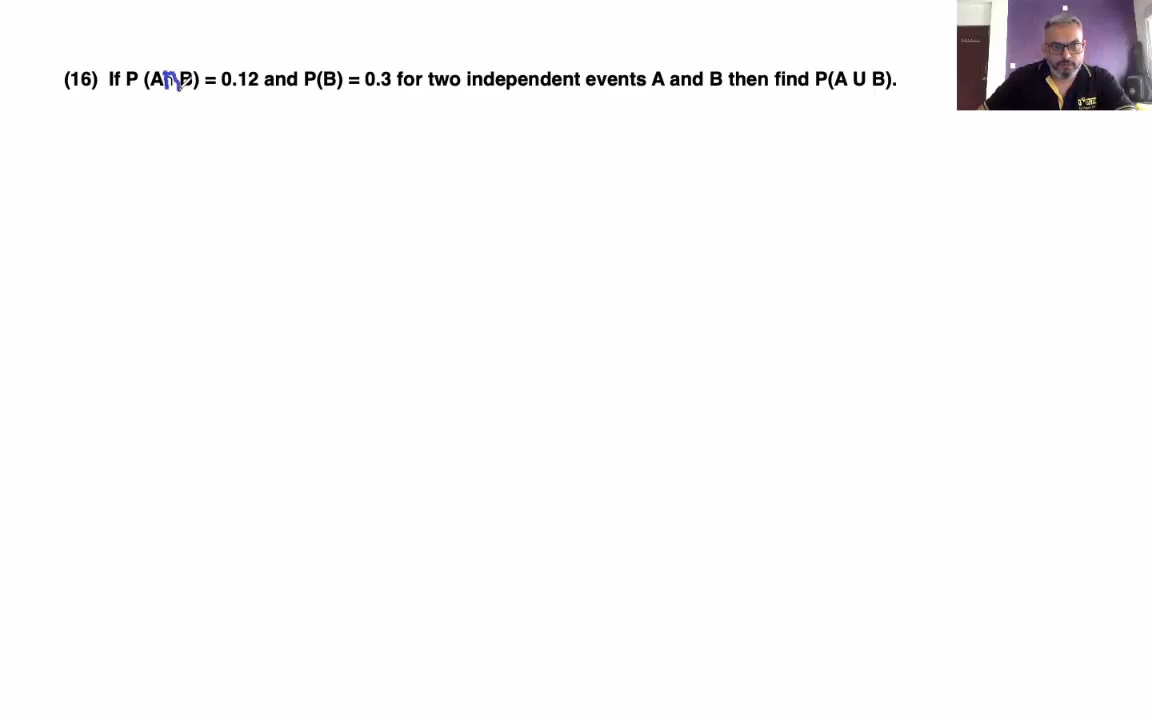 (16) If P (A∩B) = 0.12 and P(B) = 0.3 for two independent events A and B then find P(A U B).